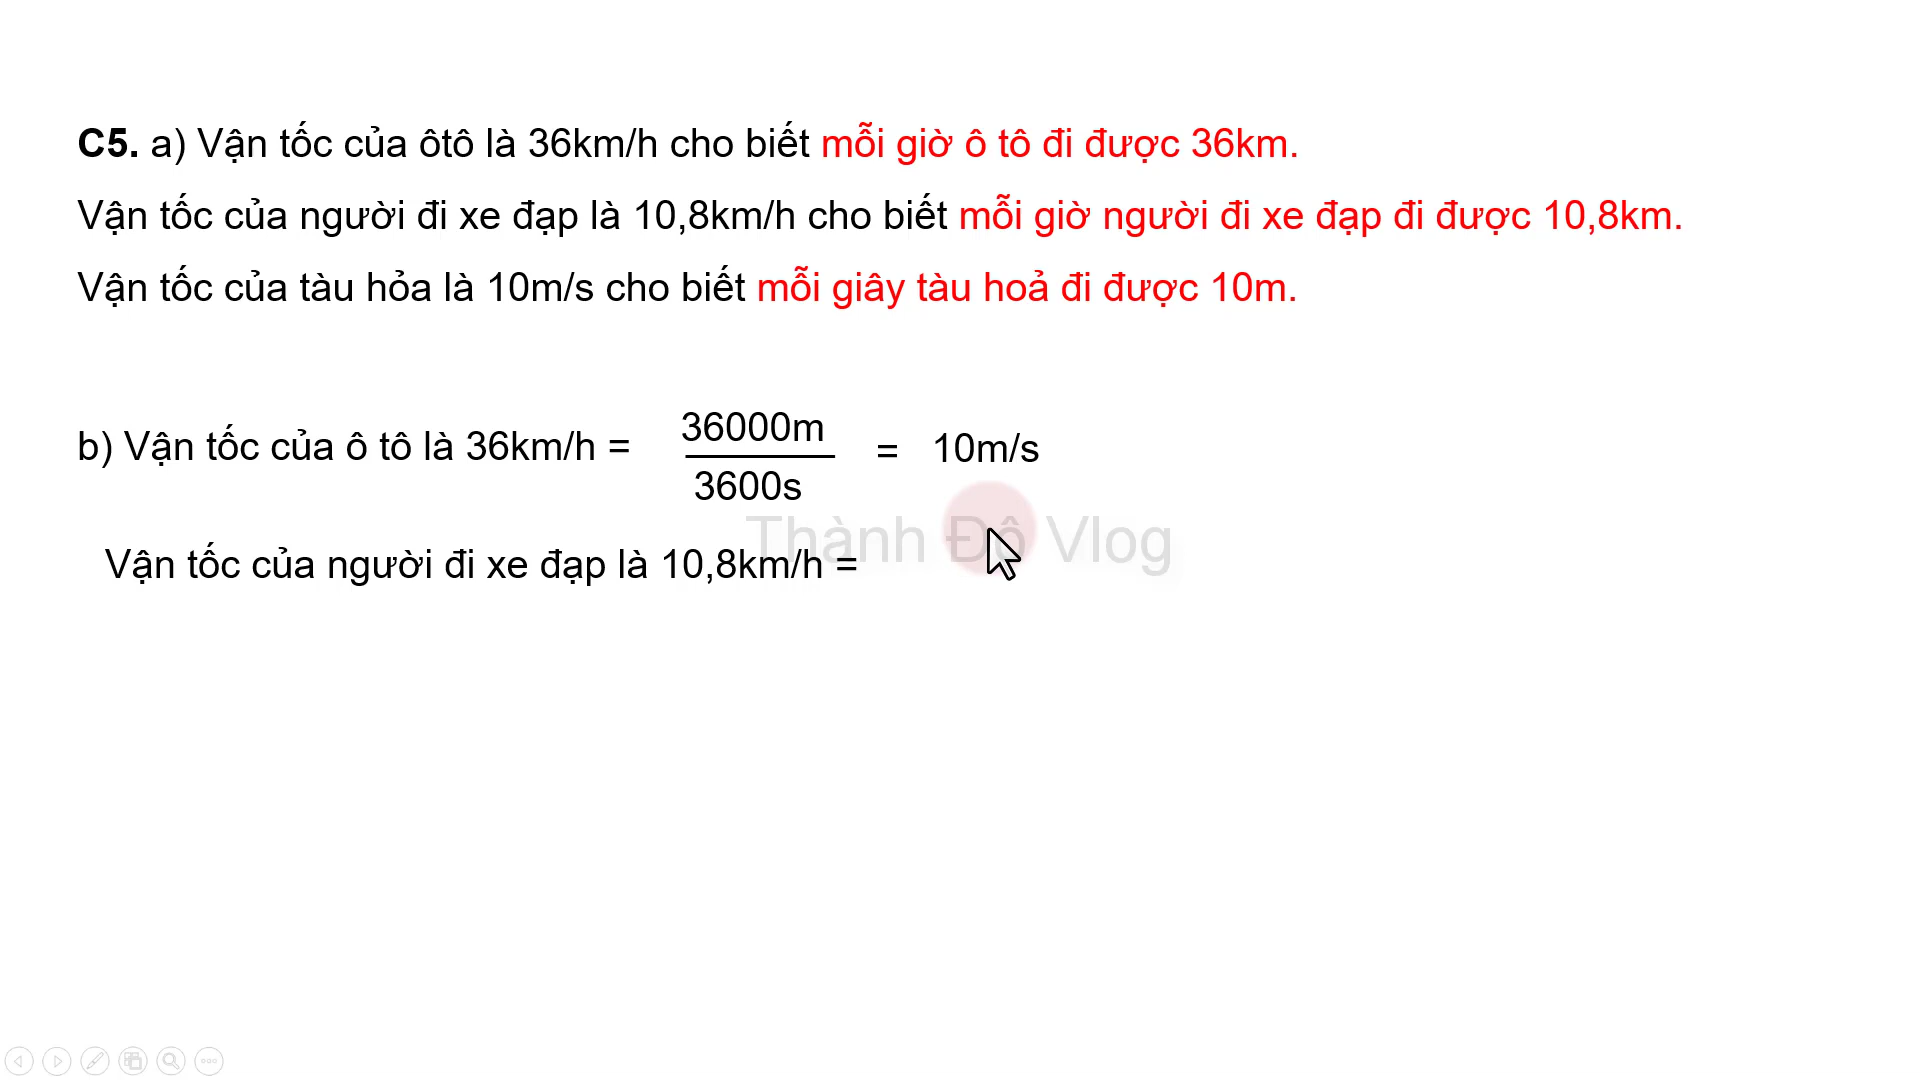 C5. a) Vận tốc của ôtô là 36km/h cho biết mỗi giờ ô tô đi được 36km.
Vận tốc của người đi xe đạp là 10,8km/h cho biết mỗi giờ người đi xe đạp đi được 10,8km.
Vận tốc của tàu hỏa là 10m/s cho biết mỗi giây tàu hoả đi được 10m.
b) Vận tốc của ô tô là 36km/h =
36000m
3600s
= 10m/s
Thành Đô Vlog
Vận tốc của người đi xe đạp là 10,8km/h =